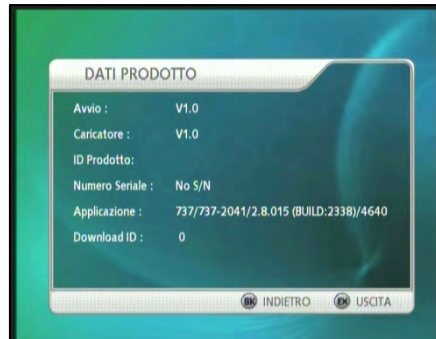 DATI PRODOTTO
Avvio : V1.0
Caricatore : V1.0
ID Prodotto:
Numero Seriale : No S/N
Applicazione : 737/737-2041/2.8.015 (BUILD:2338)/4640
Download ID : 0
BK INDIETRO EX USCITA